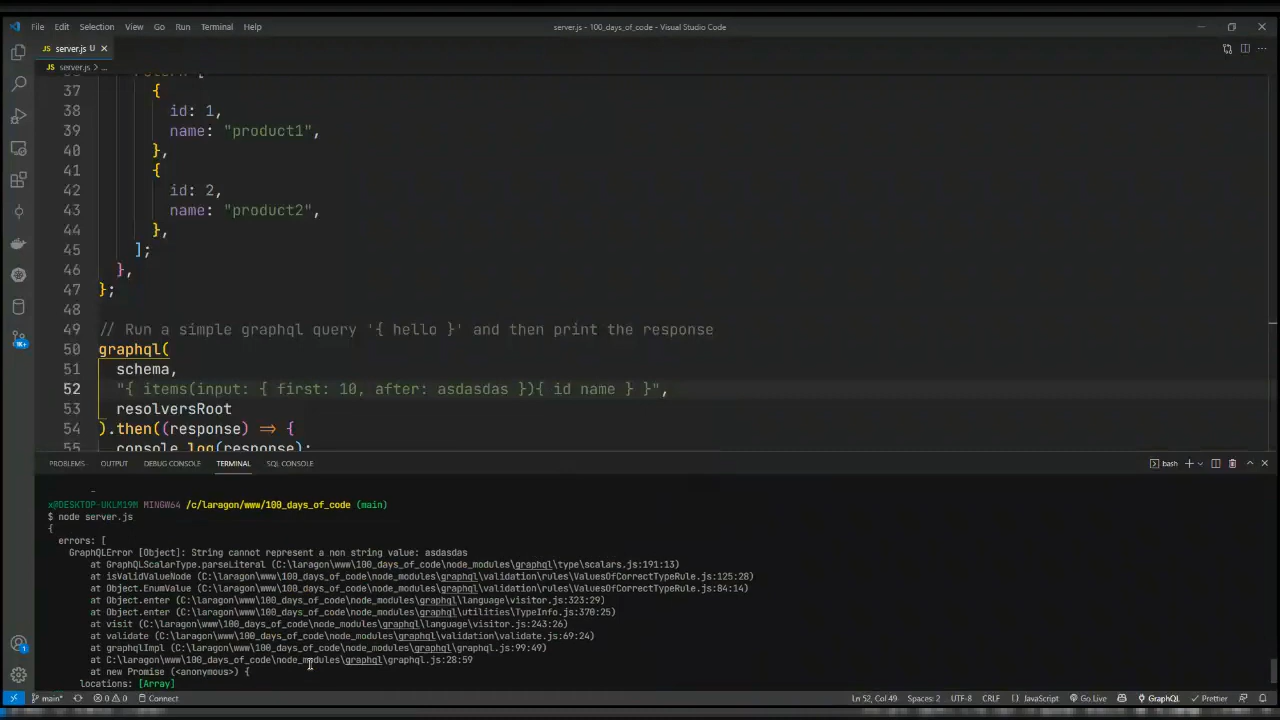 File Edit Selection View Go Run Terminal Help
server.js - 100_days_of_code - Visual Studio Code
JS server.js U
JS server.js > ...
37 {
38 id: 1,
39 name: "product1",
40 },
41 {
42 id: 2,
43 name: "product2",
44 },
45 ];
46 },
47 };
48
49 // Run a simple graphql query '{ hello }' and then print the response
50 graphql(
51 schema,
52 "{ items(input: { first: 10, after: asdasdas }){ id name } }",
53 resolversRoot
54 ).then((response) => {
55 console.log(response);
PROBLEMS OUTPUT DEBUG CONSOLE TERMINAL SQL CONSOLE
bash
x@DESKTOP-UKLM19M MINGW64 /c/laragon/www/100_days_of_code (main)
$ node server.js
{
errors: [
GraphQLError [Object]: String cannot represent a non string value: asdasdas
at GraphQLScalarType.parseLiteral (C:\laragon\www\100_days_of_code\node_modules\graphql\type\scalars.js:191:13)
at isValidValueNode (C:\laragon\www\100_days_of_code\node_modules\graphql\validation\rules\ValuesOfCorrectTypeRule.js:125:28)
at Object.EnumValue (C:\laragon\www\100_days_of_code\node_modules\graphql\validation\rules\ValuesOfCorrectTypeRule.js:84:14)
at Object.enter (C:\laragon\www\100_days_of_code\node_modules\graphql\language\visitor.js:323:29)
at Object.enter (C:\laragon\www\100_days_of_code\node_modules\graphql\utilities\TypeInfo.js:370:25)
at visit (C:\laragon\www\100_days_of_code\node_modules\graphql\language\visitor.js:243:26)
at validate (C:\laragon\www\100_days_of_code\node_modules\graphql\validation\validate.js:69:24)
at graphqlImpl (C:\laragon\www\100_days_of_code\node_modules\graphql\graphql.js:99:49)
at C:\laragon\www\100_days_of_code\node_modules\graphql\graphql.js:28:59
at new Promise (<anonymous>) {
locations: [Array]
main* 0 0 Connect Ln 52, Col 49 Spaces: 2 UTF-8 CRLF JavaScript Go Live GraphQL Prettier